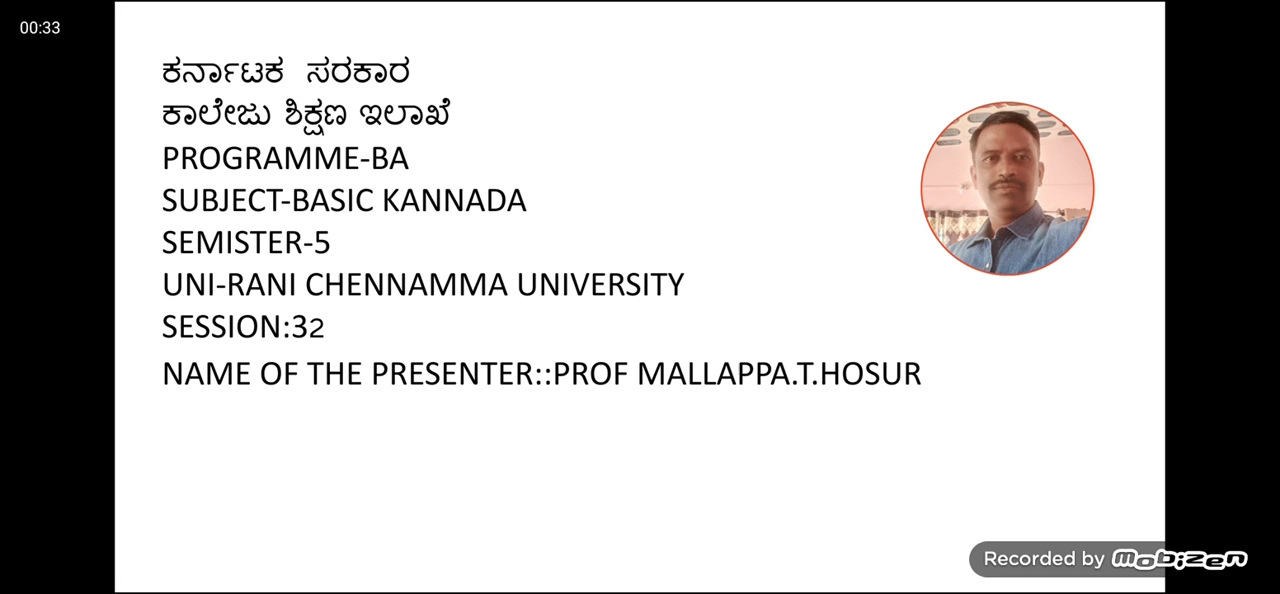 00:33
ಕರ್ನಾಟಕ ಸರಕಾರ
ಕಾಲೇಜು ಶಿಕ್ಷಣ ಇಲಾಖೆ
PROGRAMME-BA
SUBJECT-BASIC KANNADA
SEMISTER-5
UNI-RANI CHENNAMMA UNIVERSITY
SESSION:32
NAME OF THE PRESENTER::PROF MALLAPPA.T.HOSUR
Recorded by Mobizen